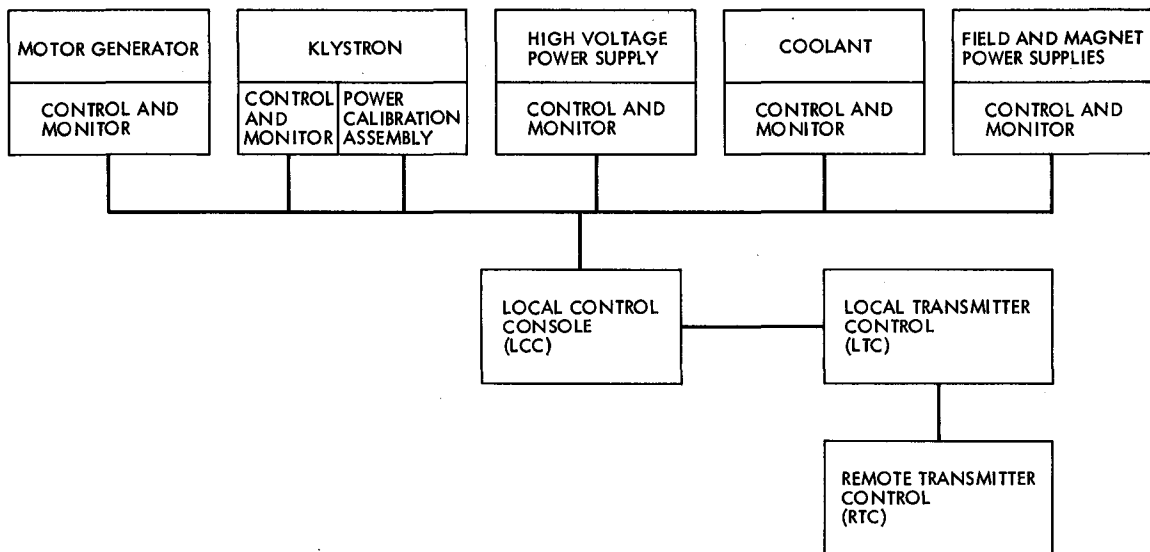 MOTOR GENERATOR
CONTROL AND
MONITOR
KLYSTRON
CONTROL
AND
MONITOR
POWER
CALIBRATION
ASSEMBLY
HIGH VOLTAGE
POWER SUPPLY
CONTROL AND
MONITOR
COOLANT
CONTROL AND
MONITOR
FIELD AND MAGNET
POWER SUPPLIES
CONTROL AND
MONITOR
LOCAL CONTROL
CONSOLE
(LCC)
LOCAL TRANSMITTER
CONTROL
(LTC)
REMOTE TRANSMITTER
CONTROL
(RTC)